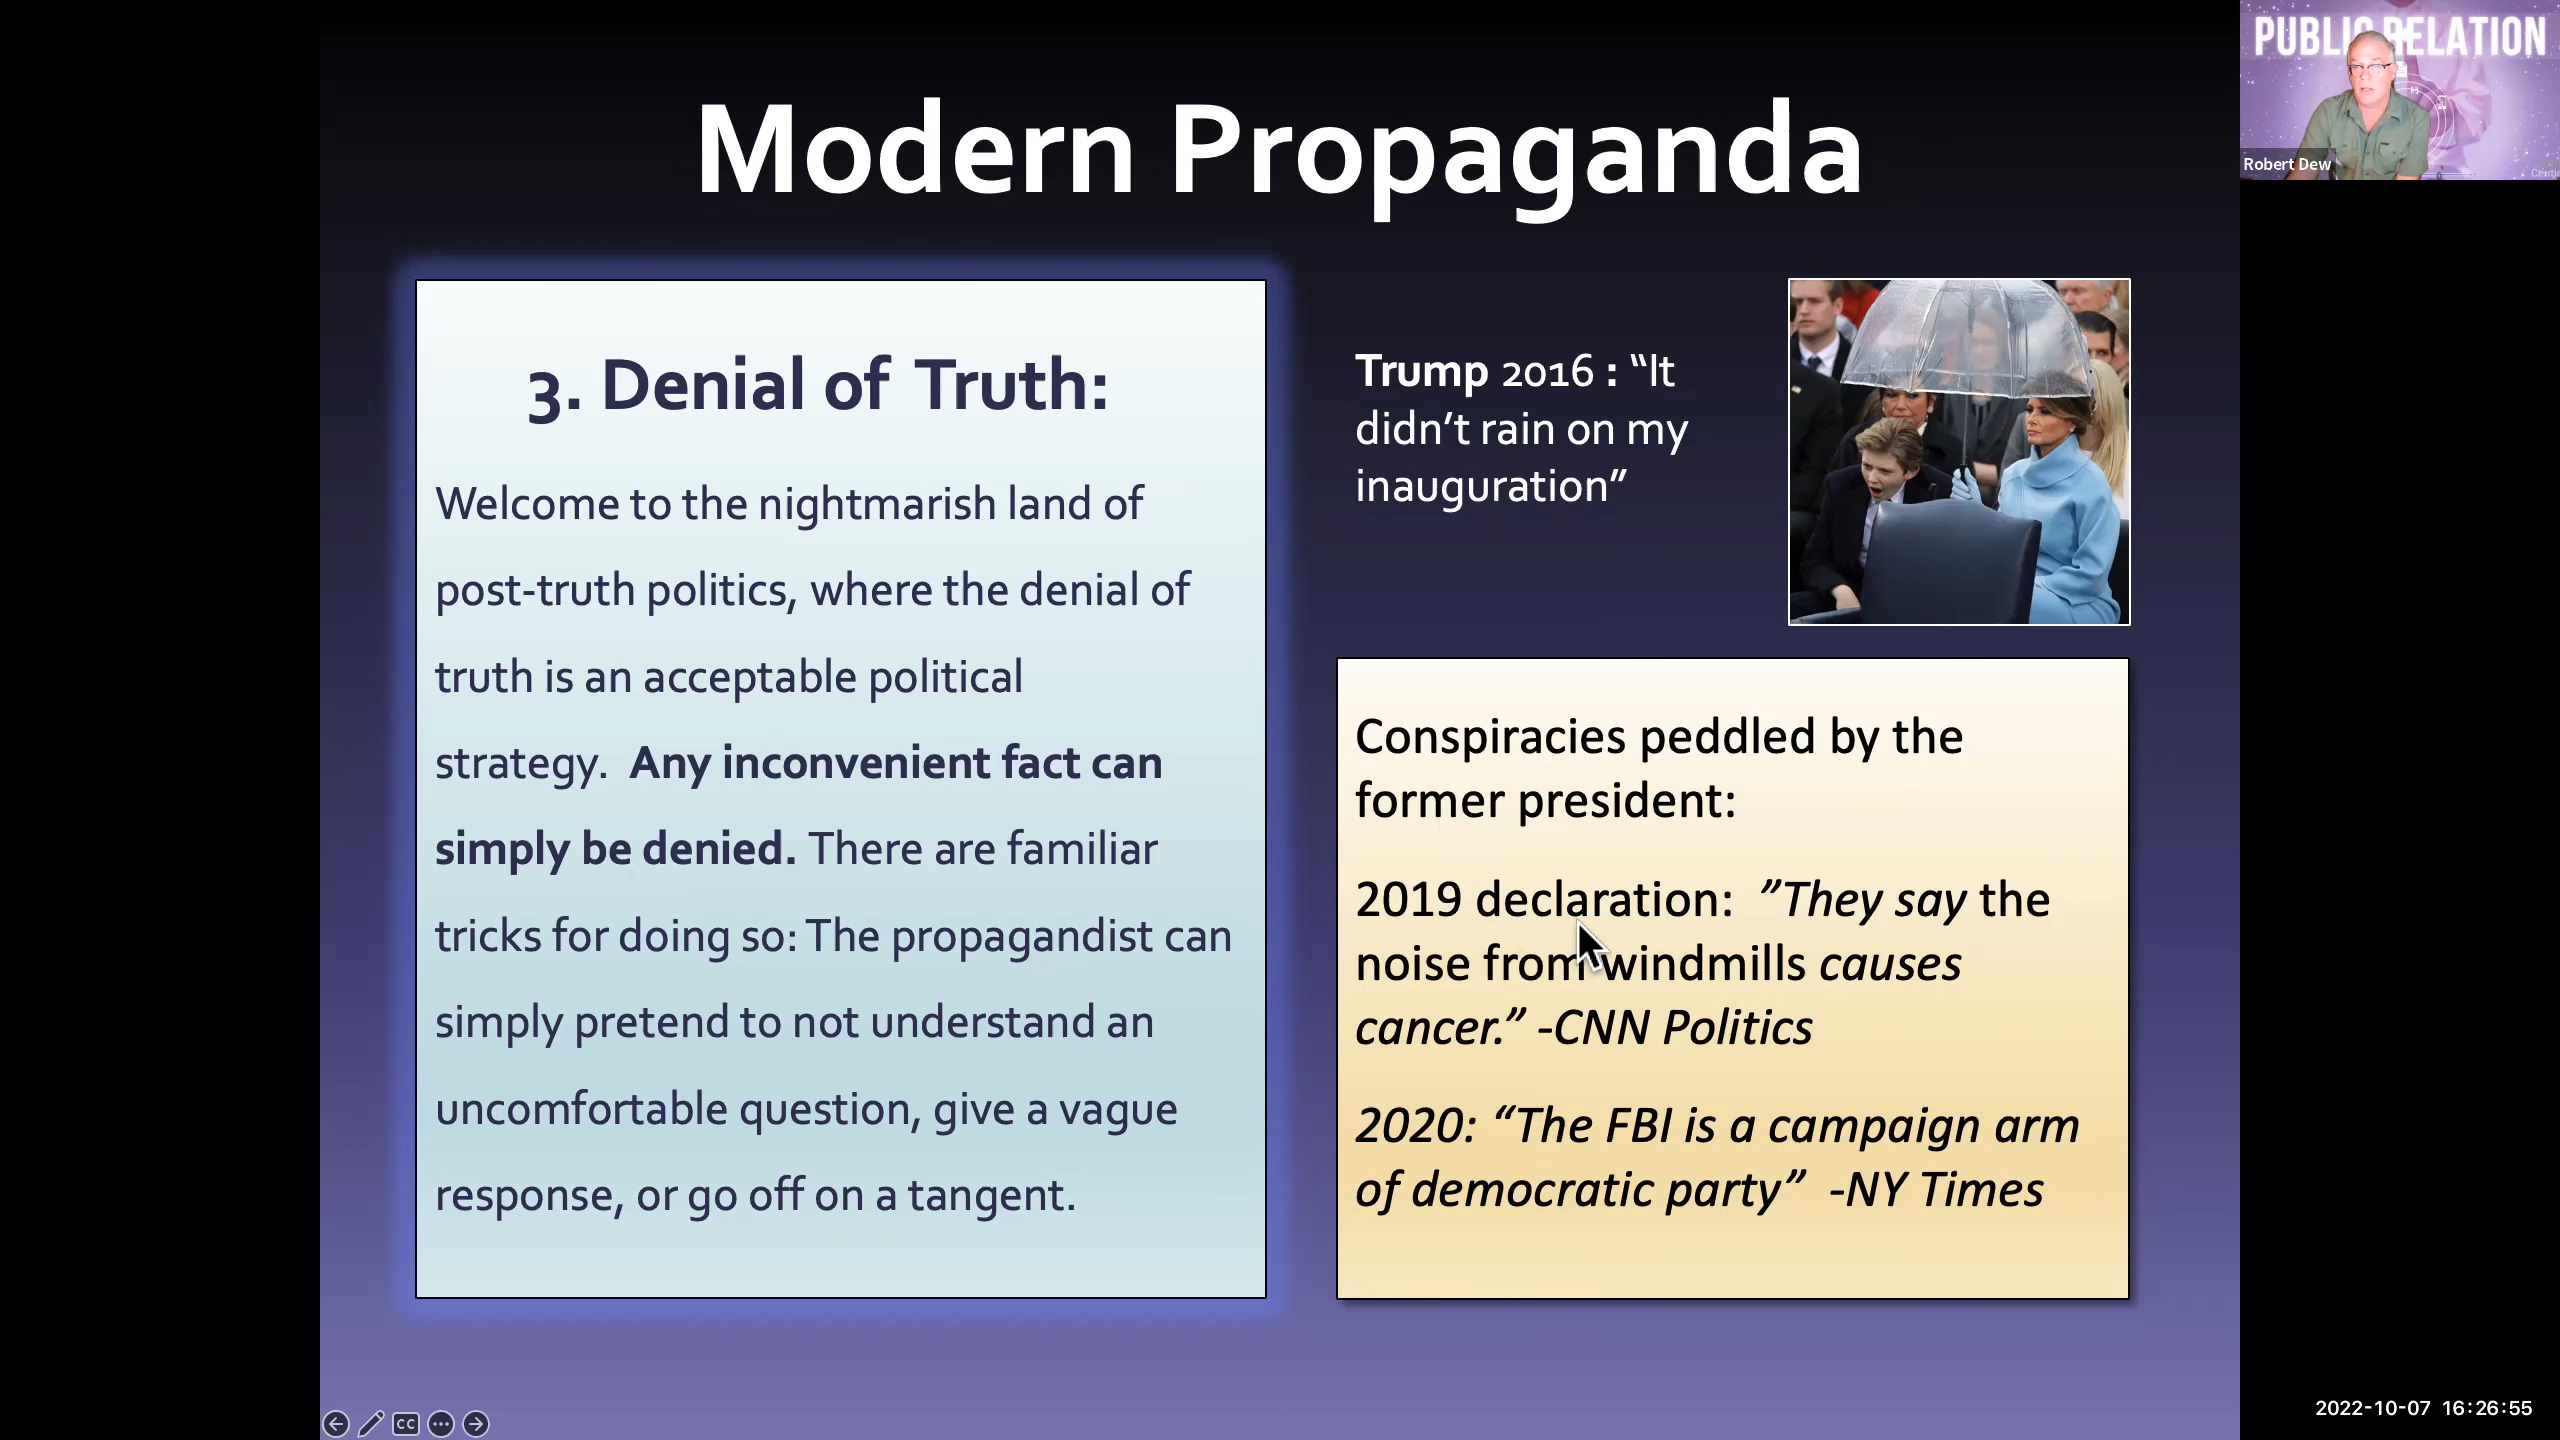 PUBLIC RELATION
Robert Dew
Modern Propaganda
3. Denial of Truth:
Welcome to the nightmarish land of
post-truth politics, where the denial of
truth is an acceptable political
strategy. Any inconvenient fact can
simply be denied. There are familiar
tricks for doing so: The propagandist can
simply pretend to not understand an
uncomfortable question, give a vague
response, or go off on a tangent.
Trump 2016 : “It
didn’t rain on my
inauguration”
Conspiracies peddled by the
former president:
2019 declaration: ”They say the
noise from windmills causes
cancer.” -CNN Politics
2020: “The FBI is a campaign arm
of democratic party” -NY Times
CC
2022-10-07 16:26:55